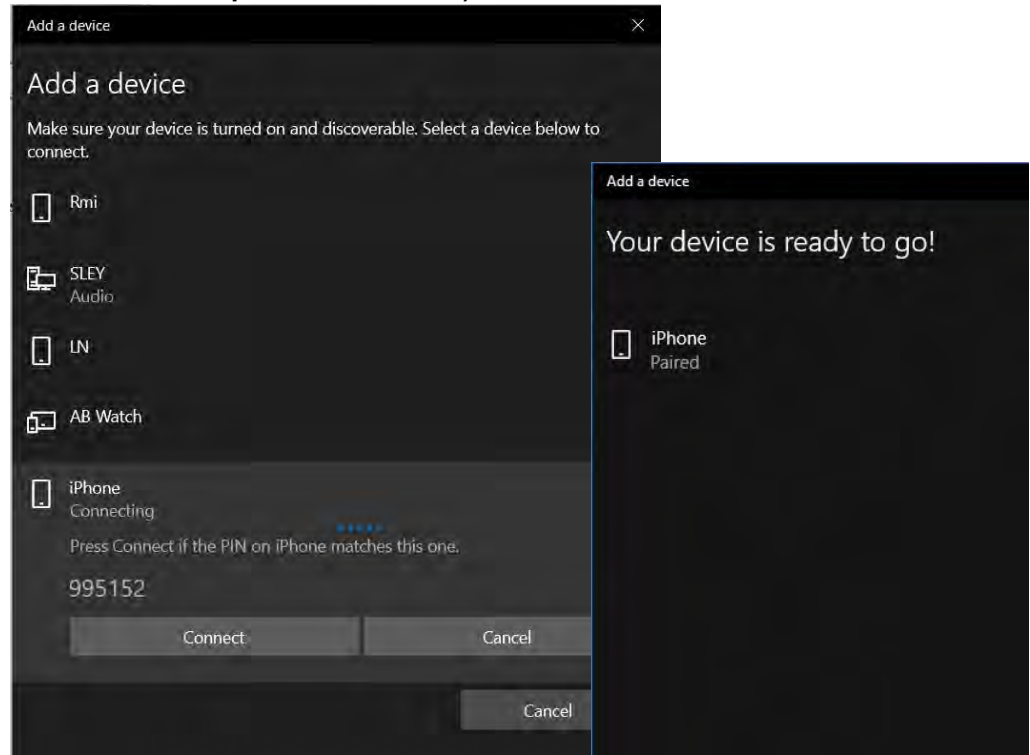 Add a device
Add a device
Make sure your device is turned on and discoverable. Select a device below to
connect.
Rmi
SLEY
Audio
LN
AB Watch
iPhone
Connecting
Press Connect if the PIN on iPhone matches this one.
995152
Connect
Cancel
Cancel
Add a device
Your device is ready to go!
iPhone
Paired